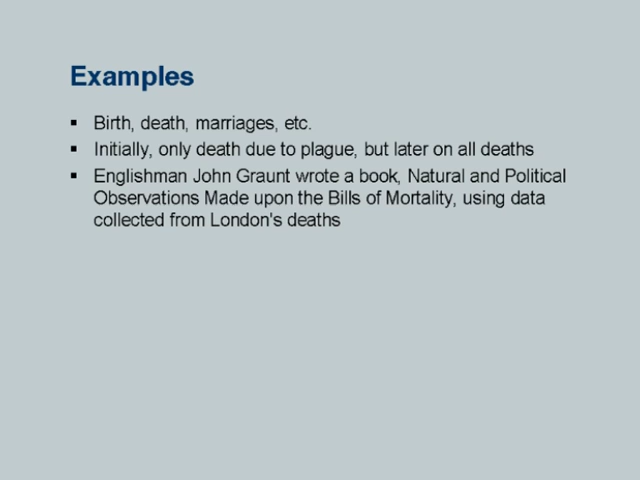 Examples
▪ Birth, death, marriages, etc.
▪ Initially, only death due to plague, but later on all deaths
▪ Englishman John Graunt wrote a book, Natural and Political
Observations Made upon the Bills of Mortality, using data
collected from London's deaths